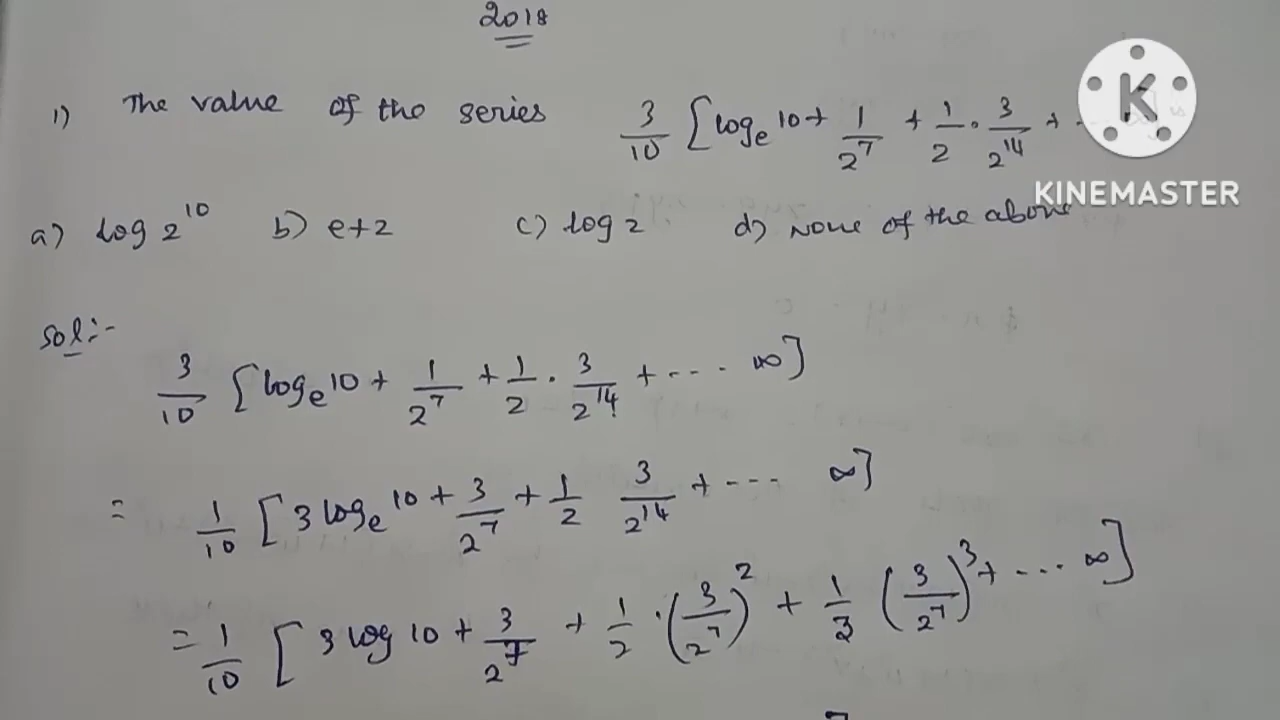 2018
1) The value of the series 3/10 [log_e 10 + 1/2^7 + 1/2 . 3/2^14 + -
KINEMASTER
a) log 2^10 b) e+2 c) log 2 d) None of the above
Sol:-
3/10 [log_e 10 + 1/2^7 + 1/2 . 3/2^14 + ---- ∞]
= 1/10 [3 log_e 10 + 3/2^7 + 1/2 3/2^14 + --- ∞]
= 1/10 [3 log 10 + 3/2^7 + 1/2 . (3/2^7)^2 + 1/3 (3/2^7)^3 + ---- ∞]